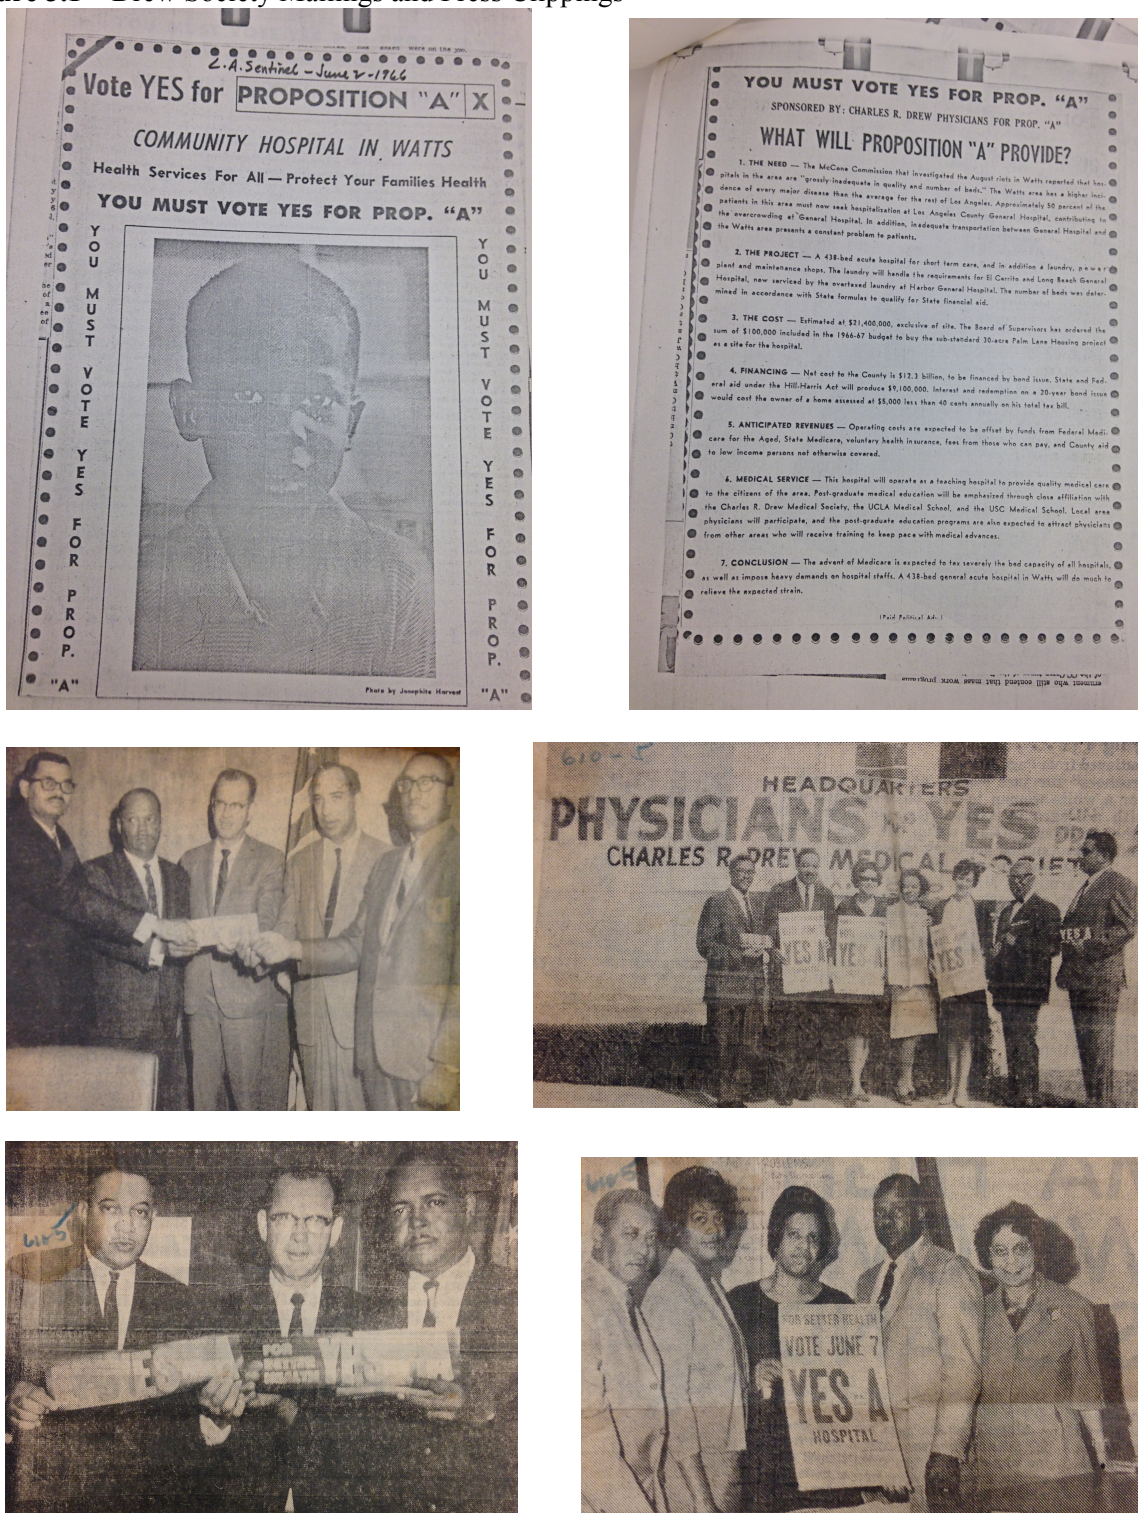 Drew Society Mailings and Press Clippings
L.A. Sentinel - June 2 - 1966
Vote YES for PROPOSITION "A" X
COMMUNITY HOSPITAL IN WATTS
Health Services For All — Protect Your Families Health
YOU MUST VOTE YES FOR PROP. "A"
YOU MUST VOTE YES FOR PROP. "A"
YOU MUST VOTE YES FOR PROP. "A"
Photo by Josephite Harvest
YOU MUST VOTE YES FOR PROP. "A"
SPONSORED BY: CHARLES R. DREW PHYSICIANS FOR PROP. "A"
WHAT WILL PROPOSITION "A" PROVIDE?
1. THE NEED — The McCone Commission that investigated the August riots in Watts reported that hos-
pitals in the area are "grossly-inadequate in quality and number of beds." The Watts area has a higher inci-
dence of every major disease than the average for the rest of Los Angeles. Approximately 50 percent of the
patients in this area must now seek hospitalization at Los Angeles County General Hospital, contributing to
the overcrowding at General Hospital. In addition, inadequate transportation between General Hospital and
the Watts area presents a constant problem to patients.
2. THE PROJECT — A 438-bed acute hospital for short term care, and in addition a laundry, power
plant and maintenance shops. The laundry will handle the requirements for El Cerrito and Long Beach General
Hospital, now serviced by the overtaxed laundry at Harbor General Hospital. The number of beds was deter-
mined in accordance with State formulas to qualify for State financial aid.
3. THE COST — Estimated at $21,400,000, exclusive of site. The Board of Supervisors has ordered the
sum of $100,000 included in the 1966-67 budget to buy the sub-standard 30-acre Palm Lane Housing project
as a site for the hospital.
4. FINANCING — Net cost to the County is $12.3 billion, to be financed by bond issue. State and Fed-
eral aid under the Hill-Harris Act will produce $9,100,000. Interest and redemption on a 20-year bond issue
would cost the owner of a home assessed at $5,000 less than 40 cents annually on his total tax bill.
5. ANTICIPATED REVENUES — Operating costs are expected to be offset by funds from Federal Medi-
care for the Aged, State Medicare, voluntary health insurance, fees from those who can pay, and County aid
to low income persons not otherwise covered.
6. MEDICAL SERVICE — This hospital will operate as a teaching hospital to provide quality medical care
to the citizens of the area. Post-graduate medical education will be emphasized through close affiliation with
the Charles R. Drew Medical Society, the UCLA Medical School, and the USC Medical School. Local area
physicians will participate, and the post-graduate education programs are also expected to attract physicians
from other areas who will receive training to keep pace with medical advances.
7. CONCLUSION — The advent of Medicare is expected to tax severely the bed capacity of all hospitals,
as well as impose heavy demands on hospital staffs. A 438-bed general acute hospital in Watts will do much to
relieve the expected strain.
(Paid Political Adv.)
ernment who still contend that mass work programs
610-5
HEADQUARTERS
PHYSICIANS YES
CHARLES R. DREW MEDICAL SOCIETY
YES A
YES A
YES A
YES A
610-5
FOR
BETTER
HEALTH
YES
610-5
FOR BETTER HEALTH
VOTE JUNE 7
YES-A
HOSPITAL